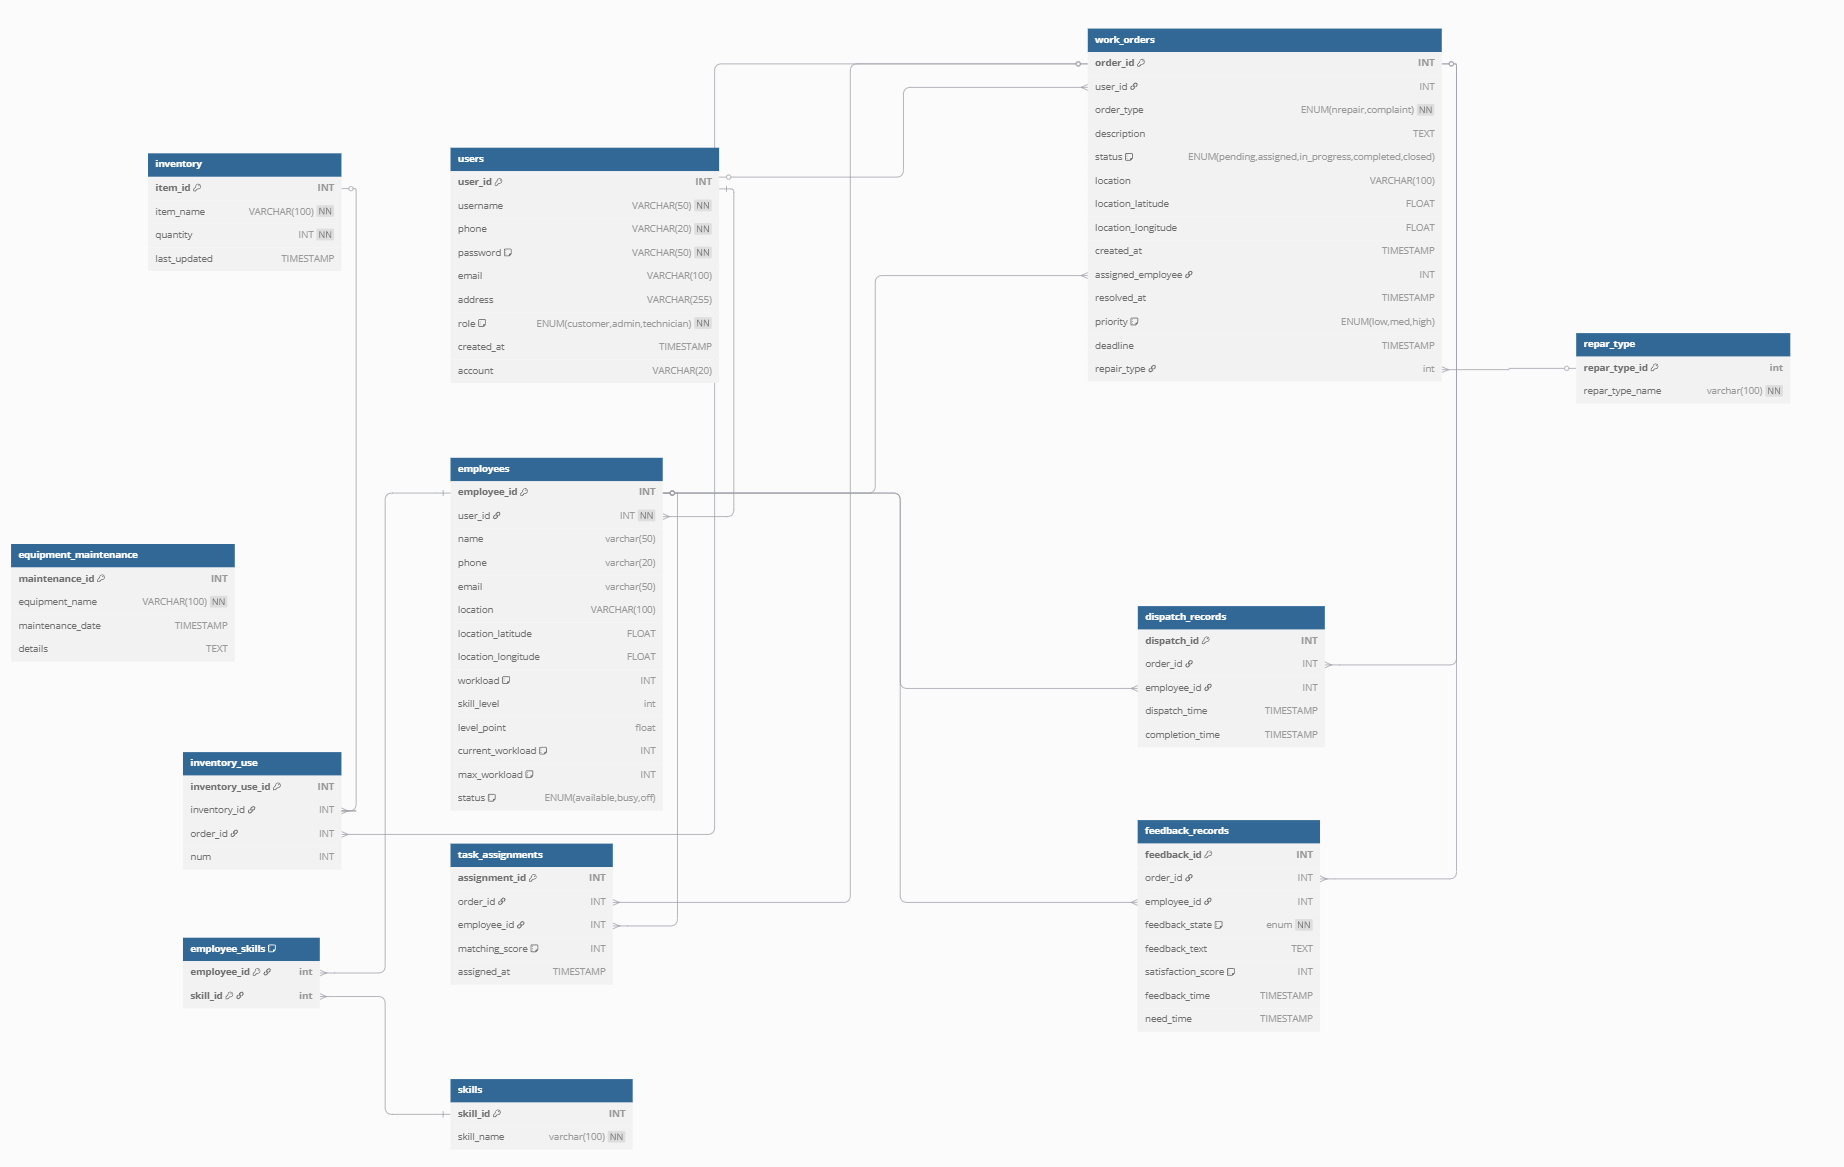 work_orders
order_id INT
user_id INT
order_type ENUM(nrepair,complaint) NN
description TEXT
status ENUM(pending,assigned,in_progress,completed,closed)
location VARCHAR(100)
location_latitude FLOAT
location_longitude FLOAT
created_at TIMESTAMP
assigned_employee INT
resolved_at TIMESTAMP
priority ENUM(low,med,high)
deadline TIMESTAMP
repair_type int
inventory
item_id INT
item_name VARCHAR(100) NN
quantity INT NN
last_updated TIMESTAMP
users
user_id INT
username VARCHAR(50) NN
phone VARCHAR(20) NN
password VARCHAR(50) NN
email VARCHAR(100)
address VARCHAR(255)
role ENUM(customer,admin,technician) NN
created_at TIMESTAMP
account VARCHAR(20)
repar_type
repar_type_id int
repar_type_name varchar(100) NN
employees
employee_id INT
user_id INT NN
name varchar(50)
phone varchar(20)
email varchar(50)
location VARCHAR(100)
location_latitude FLOAT
location_longitude FLOAT
workload INT
skill_level int
level_point float
current_workload INT
max_workload INT
status ENUM(available,busy,off)
equipment_maintenance
maintenance_id INT
equipment_name VARCHAR(100) NN
maintenance_date TIMESTAMP
details TEXT
dispatch_records
dispatch_id INT
order_id INT
employee_id INT
dispatch_time TIMESTAMP
completion_time TIMESTAMP
inventory_use
inventory_use_id INT
inventory_id INT
order_id INT
num INT
task_assignments
assignment_id INT
order_id INT
employee_id INT
matching_score INT
assigned_at TIMESTAMP
feedback_records
feedback_id INT
order_id INT
employee_id INT
feedback_state enum NN
feedback_text TEXT
satisfaction_score INT
feedback_time TIMESTAMP
need_time TIMESTAMP
employee_skills
employee_id int
skill_id int
skills
skill_id INT
skill_name varchar(100) NN